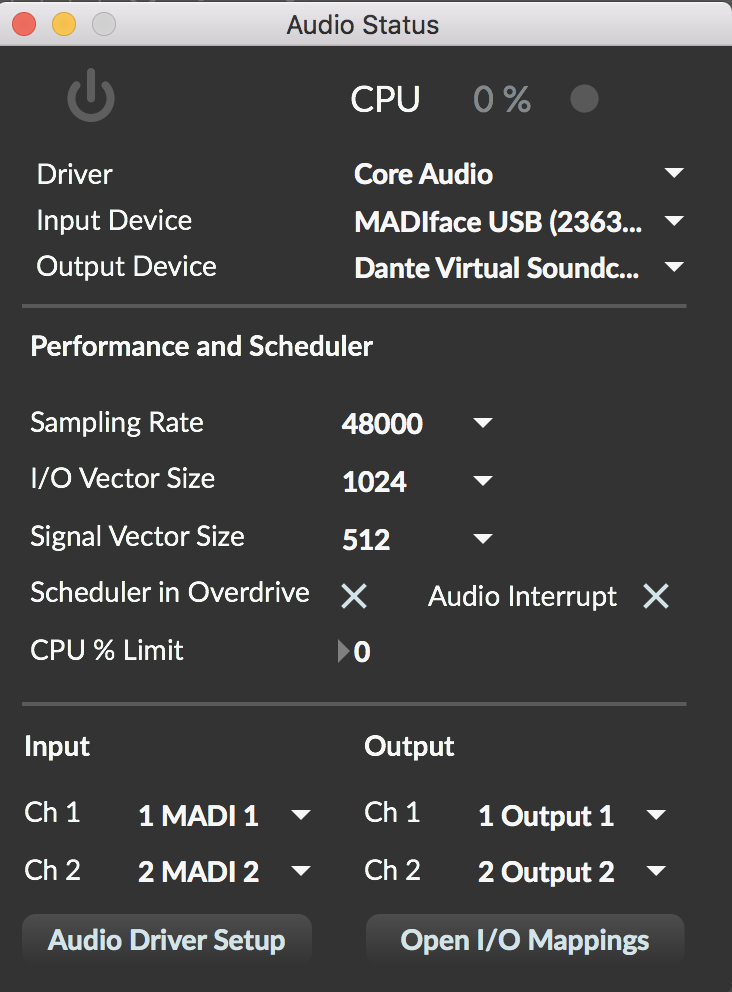 Audio Status
CPU 0 %
Driver Core Audio
Input Device MADIface USB (2363...
Output Device Dante Virtual Soundc...
Performance and Scheduler
Sampling Rate 48000
I/O Vector Size 1024
Signal Vector Size 512
Scheduler in Overdrive Audio Interrupt
CPU % Limit 0
Input Output
Ch 1 1 MADI 1 Ch 1 1 Output 1
Ch 2 2 MADI 2 Ch 2 2 Output 2
Audio Driver Setup Open I/O Mappings